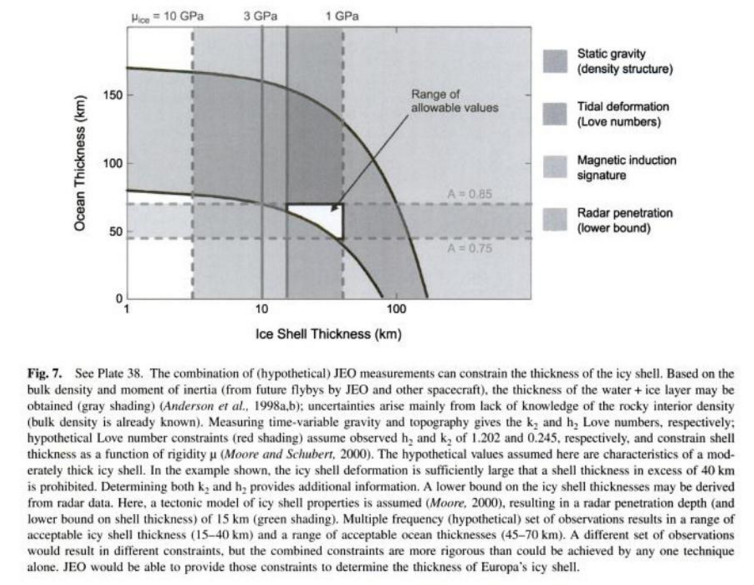 μice = 10 GPa 3 GPa 1 GPa
Static gravity
(density structure)
Range of
allowable values
Tidal deformation
(Love numbers)
Magnetic induction
signature
Radar penetration
(lower bound)
A = 0.85
A = 0.75
Ocean Thickness (km)
150
100
50
0
1 10 100
Ice Shell Thickness (km)
Fig. 7. See Plate 38. The combination of (hypothetical) JEO measurements can constrain the thickness of the icy shell. Based on the
bulk density and moment of inertia (from future flybys by JEO and other spacecraft), the thickness of the water + ice layer may be
obtained (gray shading) (Anderson et al., 1998a,b); uncertainties arise mainly from lack of knowledge of the rocky interior density
(bulk density is already known). Measuring time-variable gravity and topography gives the k₂ and h₂ Love numbers, respectively;
hypothetical Love number constraints (red shading) assume observed h₂ and k₂ of 1.202 and 0.245, respectively, and constrain shell
thickness as a function of rigidity μ (Moore and Schubert, 2000). The hypothetical values assumed here are characteristics of a mod-
erately thick icy shell. In the example shown, the icy shell deformation is sufficiently large that a shell thickness in excess of 40 km
is prohibited. Determining both k₂ and h₂ provides additional information. A lower bound on the icy shell thicknesses may be derived
from radar data. Here, a tectonic model of icy shell properties is assumed (Moore, 2000), resulting in a radar penetration depth (and
lower bound on shell thickness) of 15 km (green shading). Multiple frequency (hypothetical) set of observations results in a range of
acceptable icy shell thickness (15–40 km) and a range of acceptable ocean thicknesses (45–70 km). A different set of observations
would result in different constraints, but the combined constraints are more rigorous than could be achieved by any one technique
alone. JEO would be able to provide those constraints to determine the thickness of Europa's icy shell.